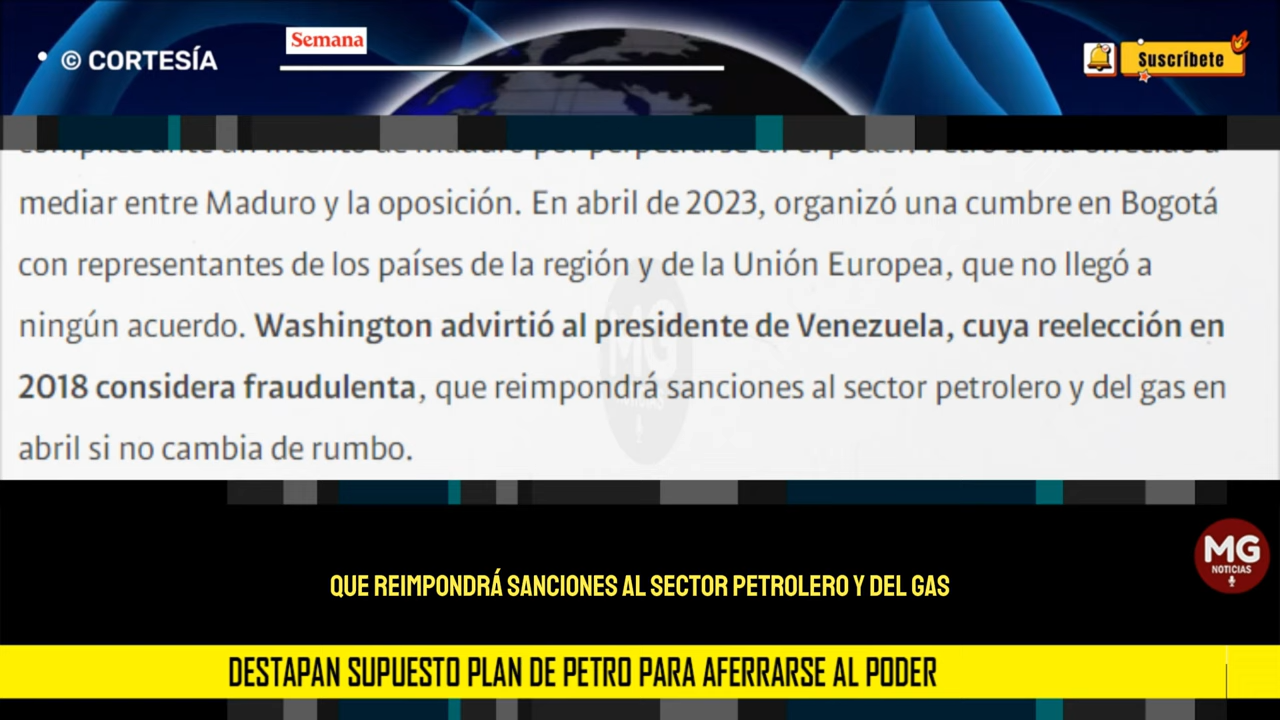 Semana
© CORTESÍA
Suscríbete
mediar entre Maduro y la oposición. En abril de 2023, organizó una cumbre en Bogotá
con representantes de los países de la región y de la Unión Europea, que no llegó a
ningún acuerdo. Washington advirtió al presidente de Venezuela, cuya reelección en
2018 considera fraudulenta, que reimpondrá sanciones al sector petrolero y del gas en
abril si no cambia de rumbo.
MG
NOTICIAS
QUE REIMPONDRÁ SANCIONES AL SECTOR PETROLERO Y DEL GAS
DESTAPAN SUPUESTO PLAN DE PETRO PARA AFERRARSE AL PODER